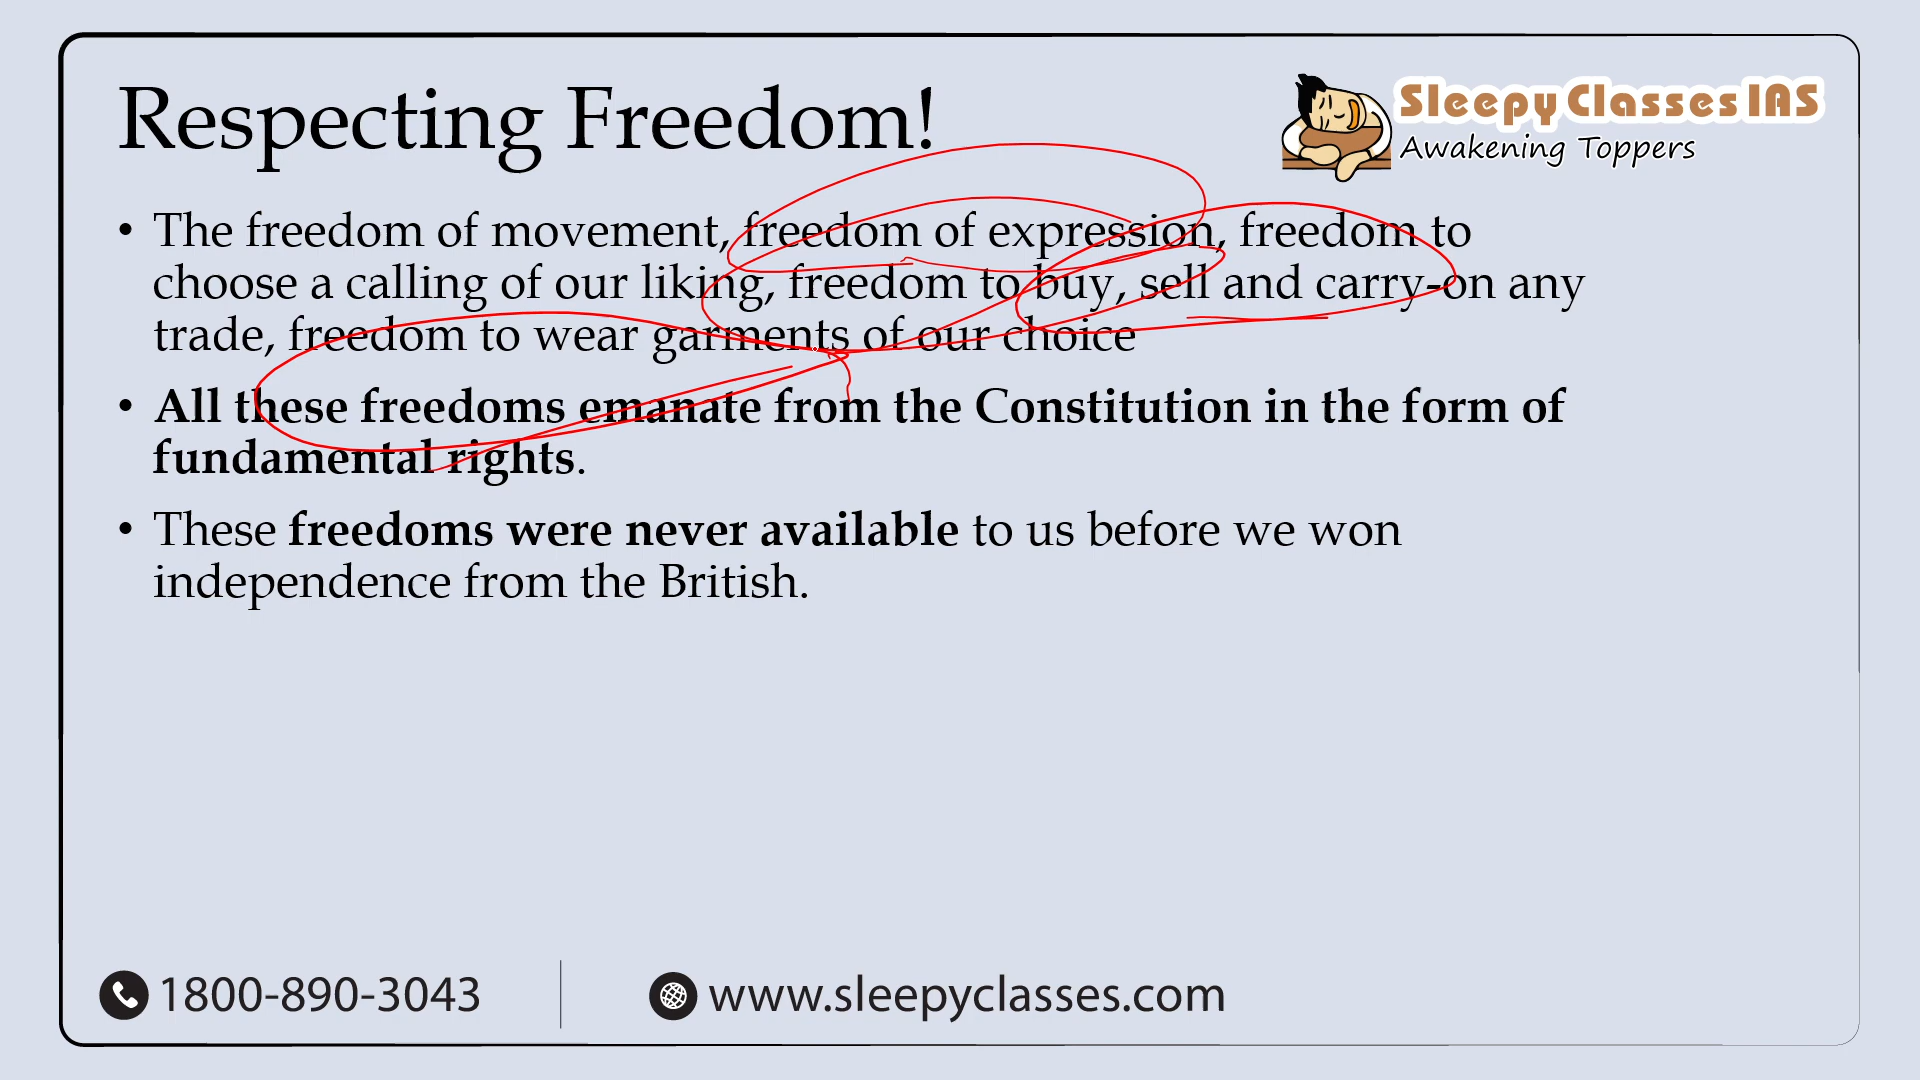 Respecting Freedom!
Sleepy Classes IAS
Awakening Toppers
• The freedom of movement, freedom of expression, freedom to
choose a calling of our liking, freedom to buy, sell and carry-on any
trade, freedom to wear garments of our choice
• All these freedoms emanate from the Constitution in the form of
fundamental rights.
• These freedoms were never available to us before we won
independence from the British.
1800-890-3043
www.sleepyclasses.com